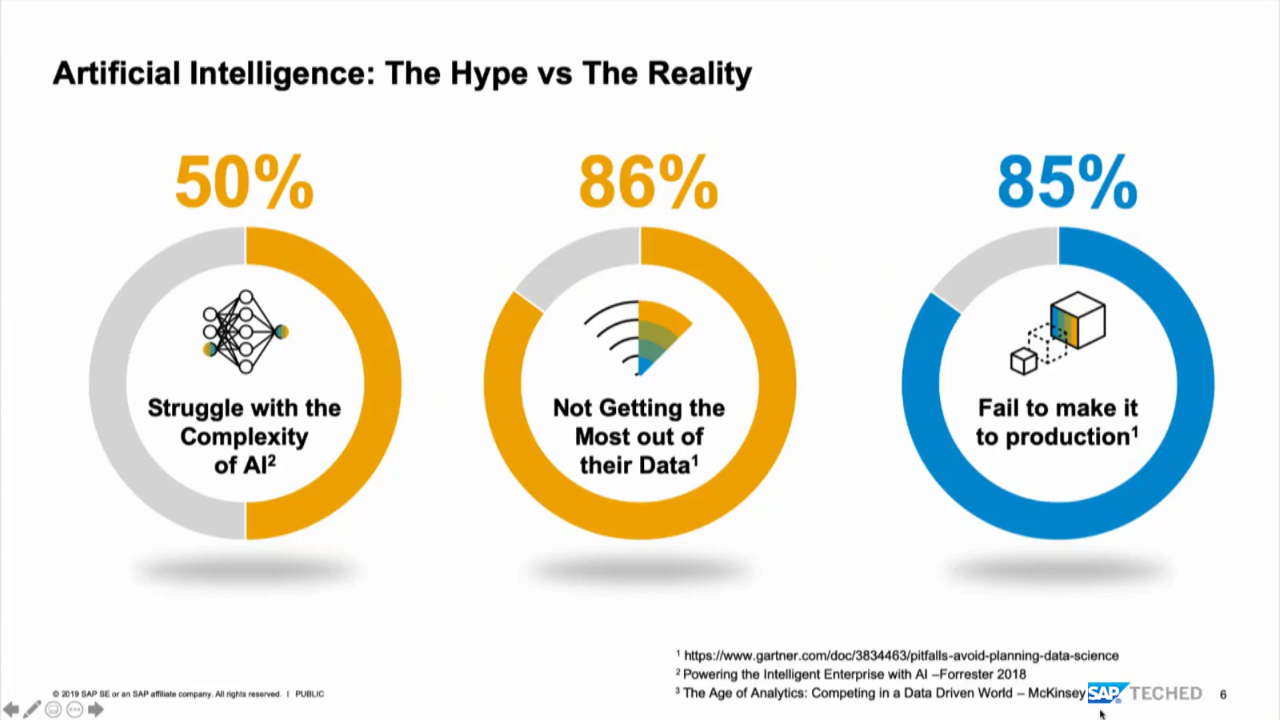 Artificial Intelligence: The Hype vs The Reality
50%
Struggle with the
Complexity
of AI²
86%
Not Getting the
Most out of
their Data¹
85%
Fail to make it
to production¹
¹ https://www.gartner.com/doc/3834463/pitfalls-avoid-planning-data-science
² Powering the Intelligent Enterprise with AI –Forrester 2018
³ The Age of Analytics: Competing in a Data Driven World – McKinsey
© 2019 SAP SE or an SAP affiliate company. All rights reserved. | PUBLIC
SAP TECHED
6